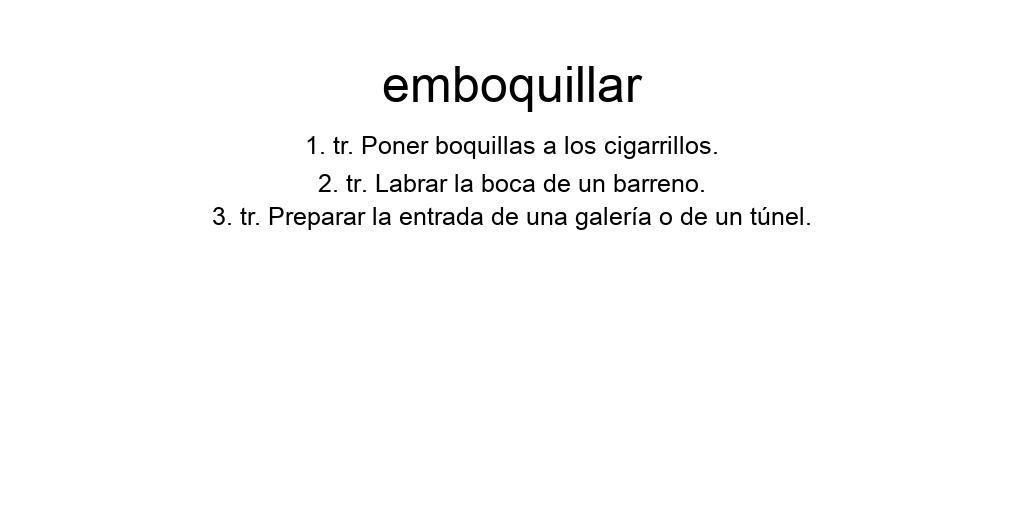 emboquillar
1. tr. Poner boquillas a los cigarrillos.
2. tr. Labrar la boca de un barreno.
3. tr. Preparar la entrada de una galería o de un túnel.